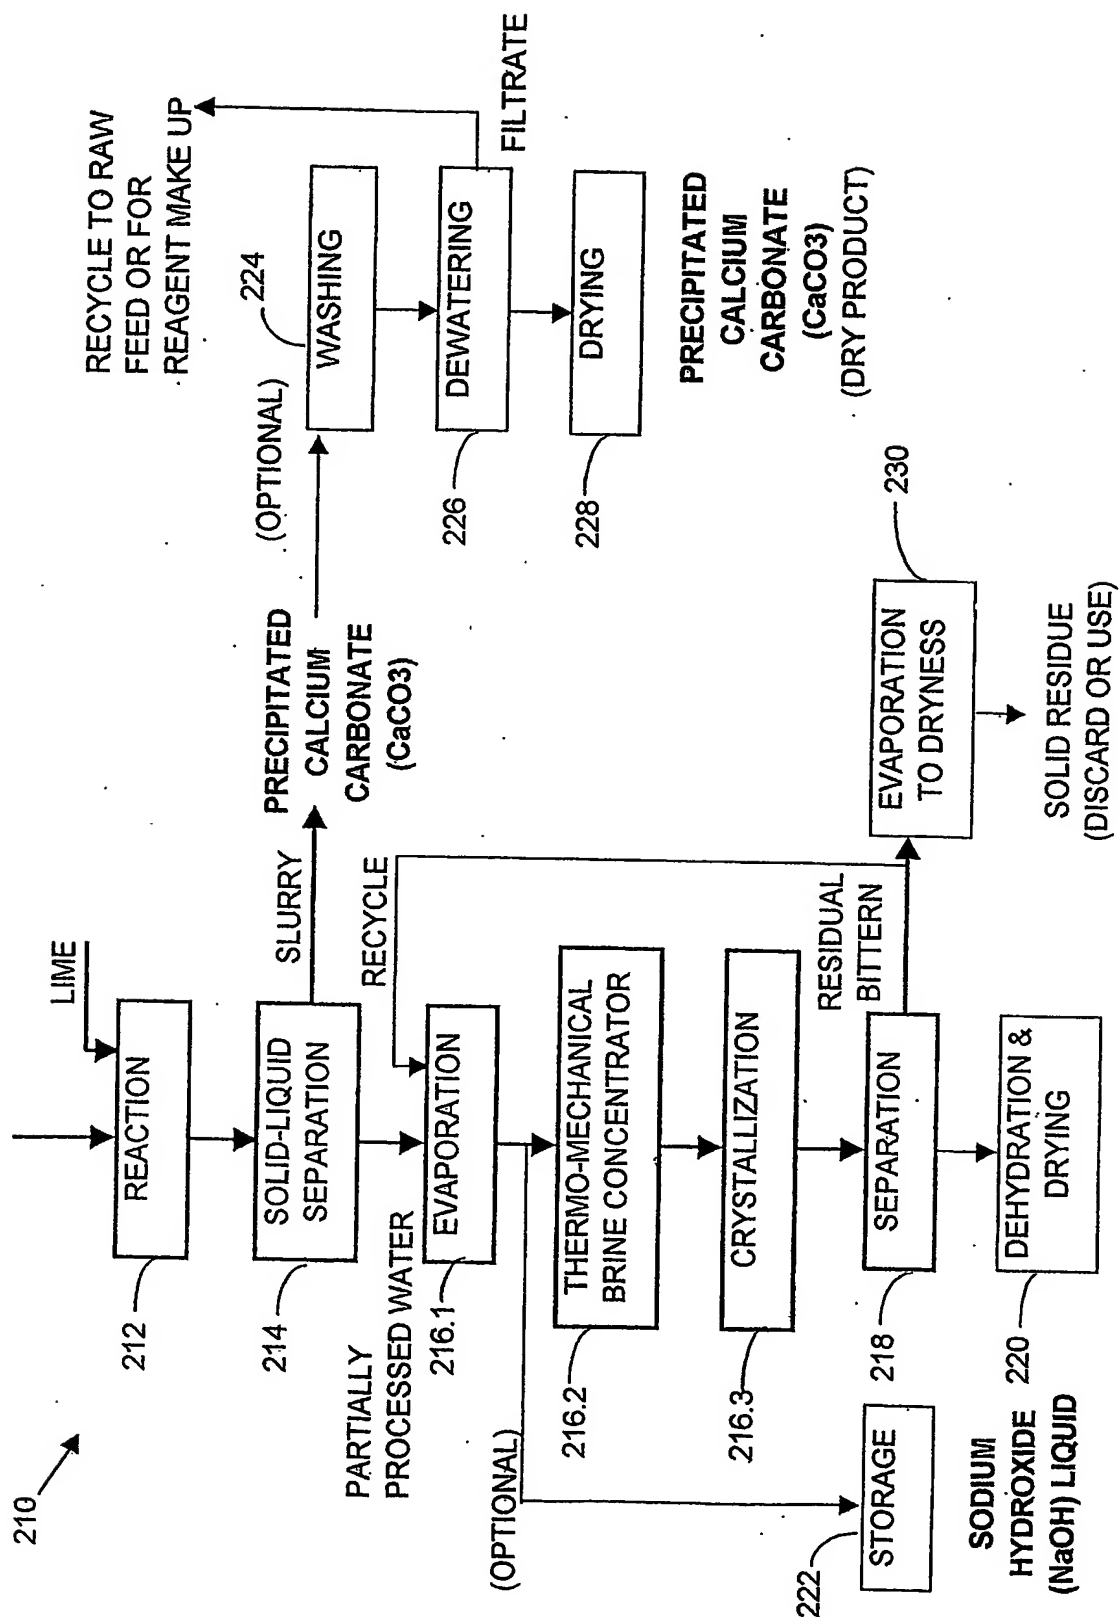 210
LIME
REACTION
212
SOLID-LIQUID
SEPARATION
214
SLURRY
PRECIPITATED
CALCIUM
CARBONATE
(CaCO3)
(OPTIONAL)
RECYCLE TO RAW
FEED OR FOR
REAGENT MAKE UP
224
WASHING
DEWATERING
226
FILTRATE
DRYING
228
PRECIPITATED
CALCIUM
CARBONATE
(CaCO3)
(DRY PRODUCT)
PARTIALLY
PROCESSED WATER
RECYCLE
EVAPORATION
216.1
(OPTIONAL)
THERMO-MECHANICAL
BRINE CONCENTRATOR
216.2
CRYSTALLIZATION
216.3
RESIDUAL
BITTERN
SEPARATION
218
EVAPORATION
TO DRYNESS
230
SOLID RESIDUE
(DISCARD OR USE)
DEHYDRATION &
DRYING
220
STORAGE
222
SODIUM
HYDROXIDE
(NaOH) LIQUID